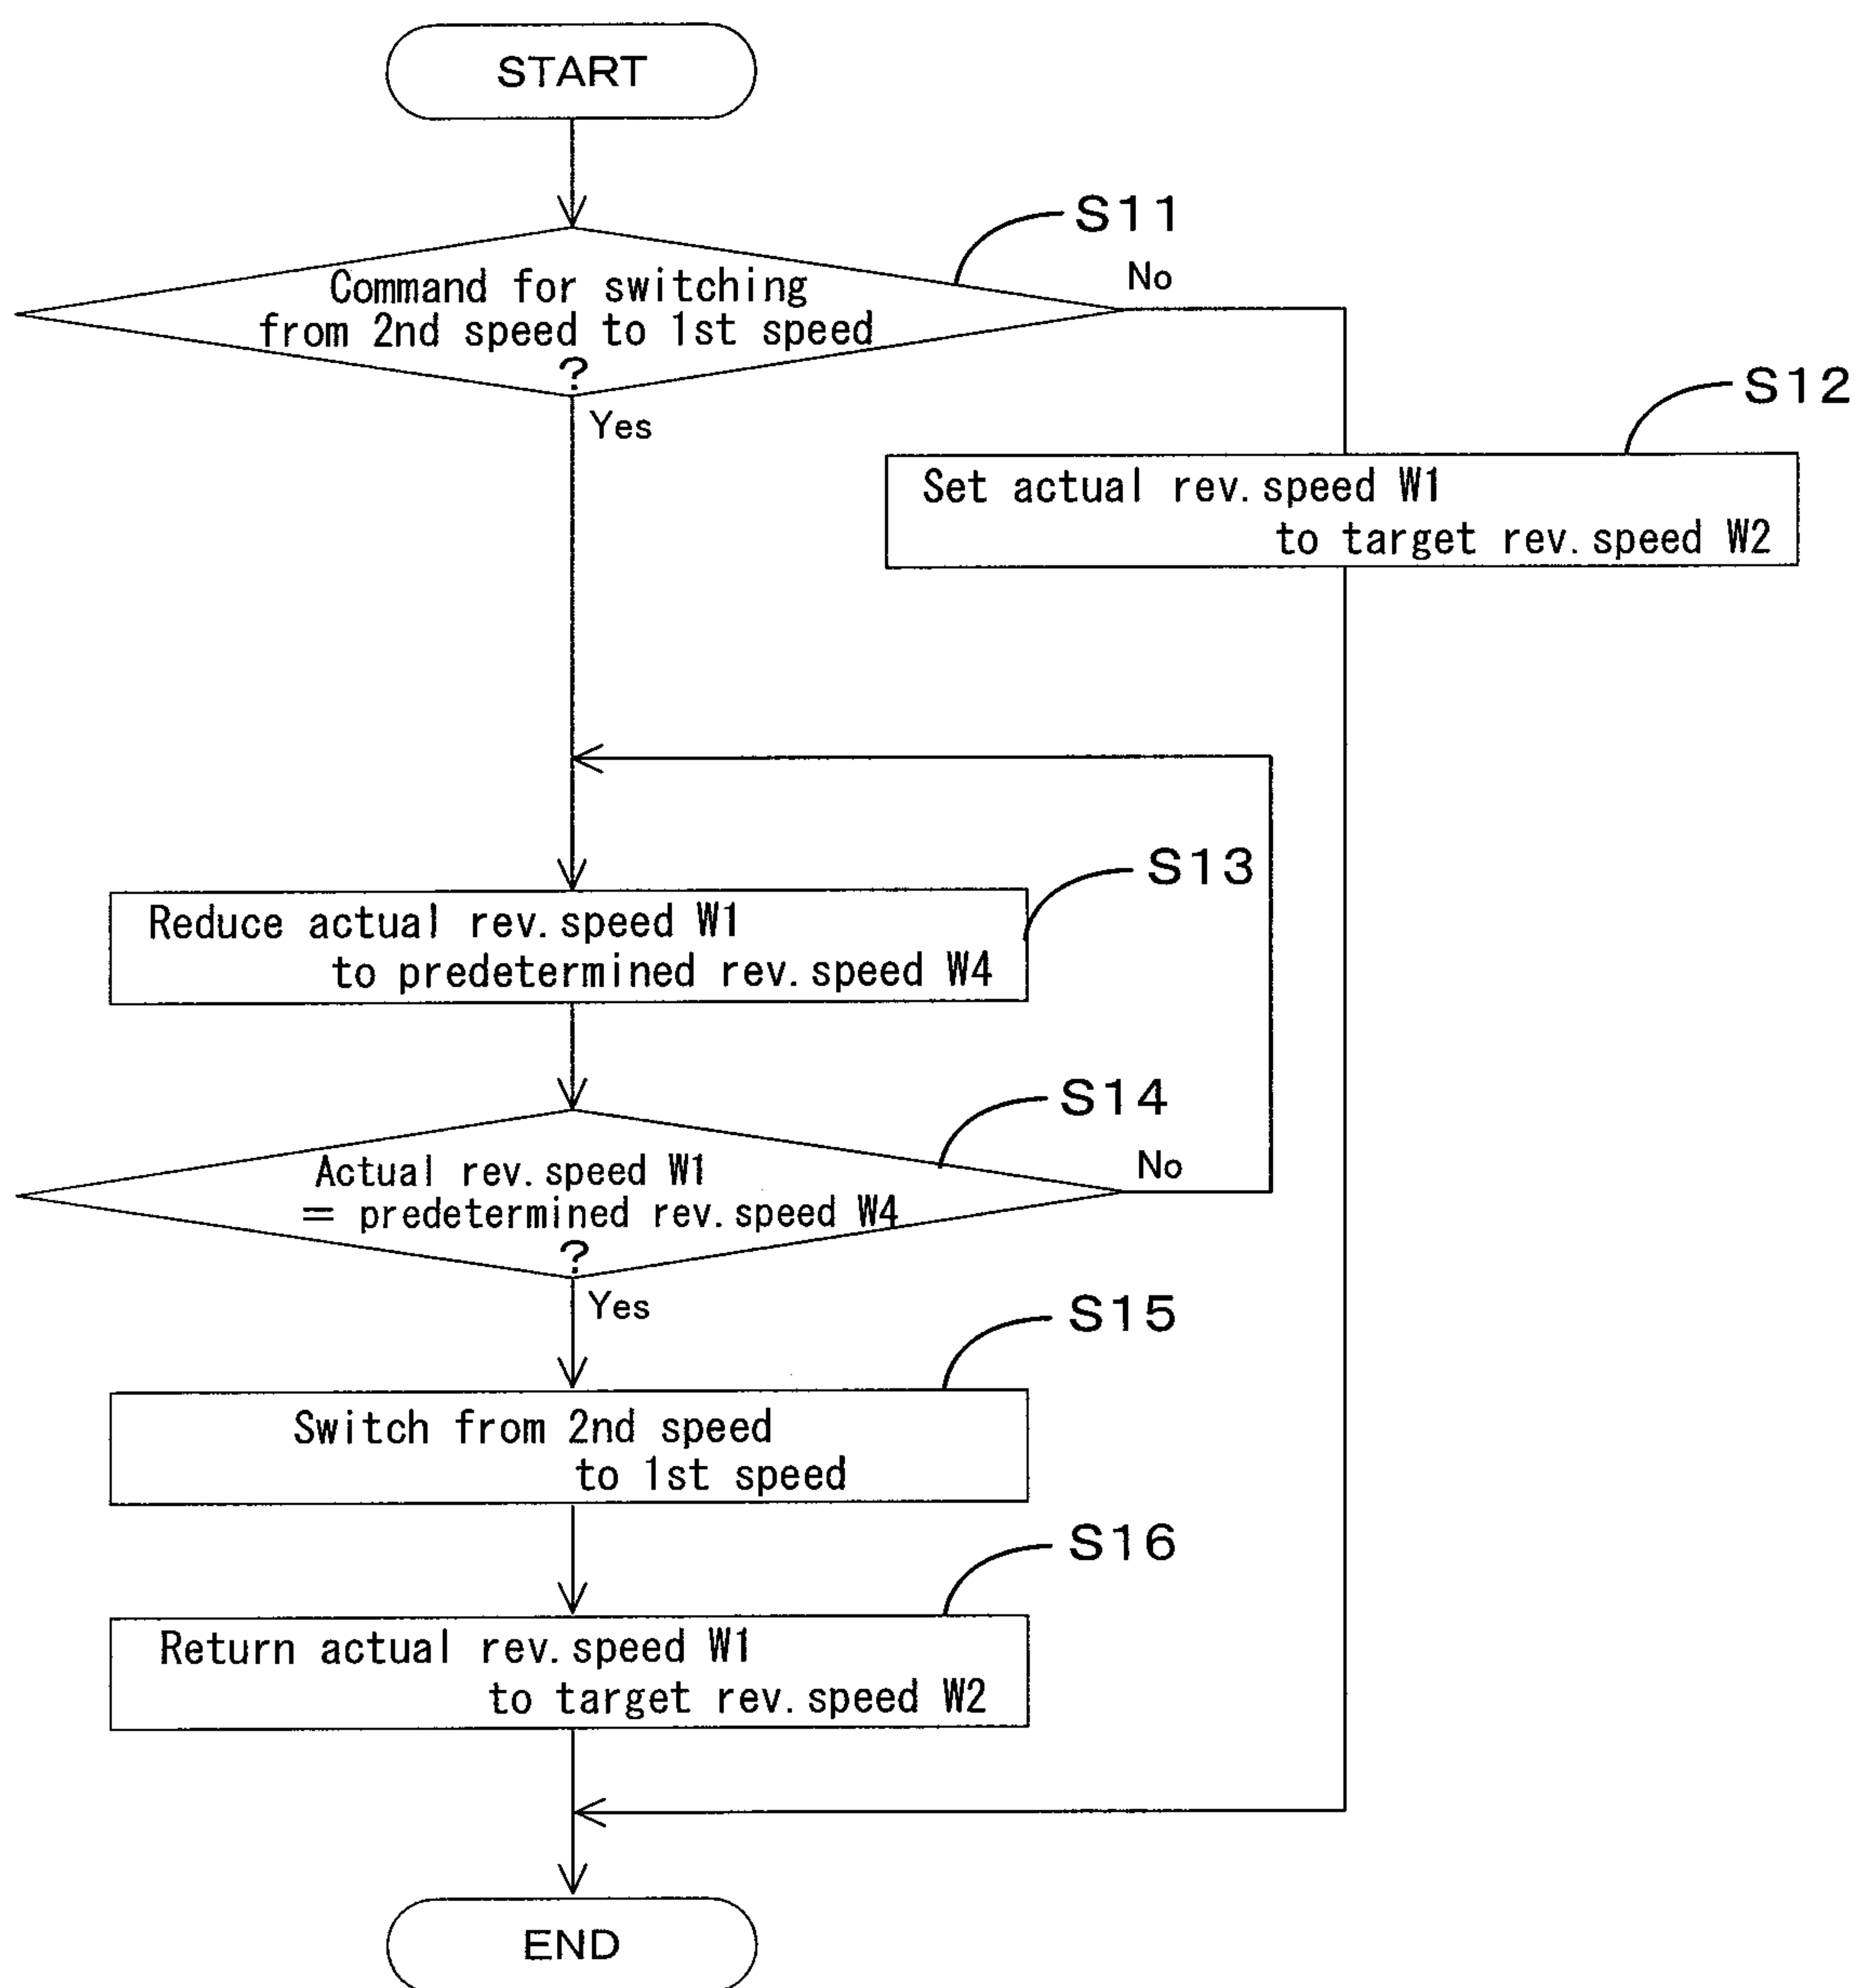 START
S11
Command for switching
from 2nd speed to 1st speed
?
No
Yes
S12
Set actual rev.speed W1
to target rev.speed W2
S13
Reduce actual rev.speed W1
to predetermined rev.speed W4
S14
Actual rev.speed W1
= predetermined rev.speed W4
?
No
Yes
S15
Switch from 2nd speed
to 1st speed
S16
Return actual rev.speed W1
to target rev.speed W2
END